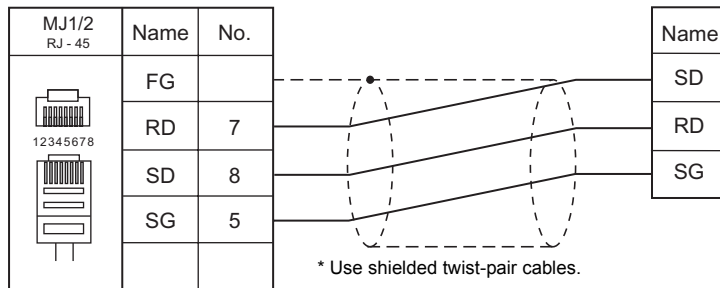 MJ1/2 Name No. Name
RJ - 45
FG SD
RD 7 RD
12345678
SD 8 SG
SG 5
* Use shielded twist-pair cables.